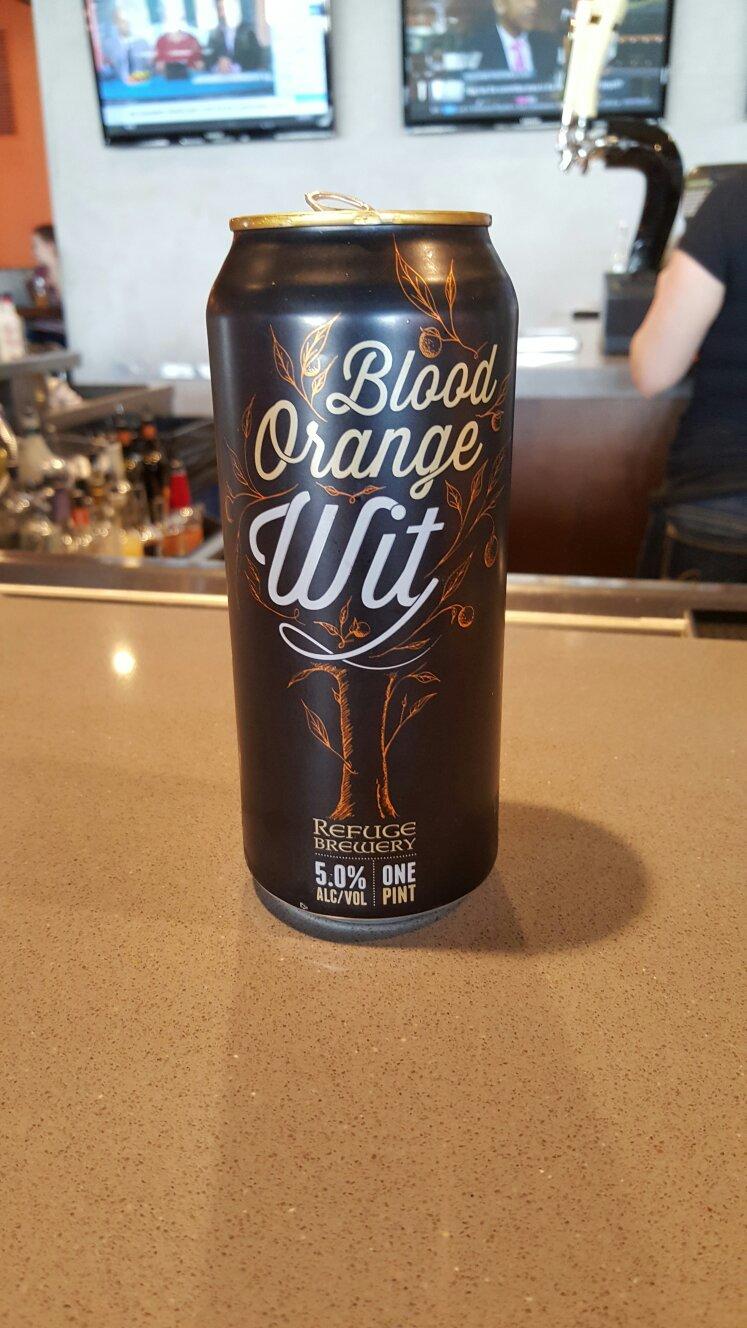 Blood
Orange
Wit
REFUGE
BREWERY
5.0% ONE
ALC/VOL PINT